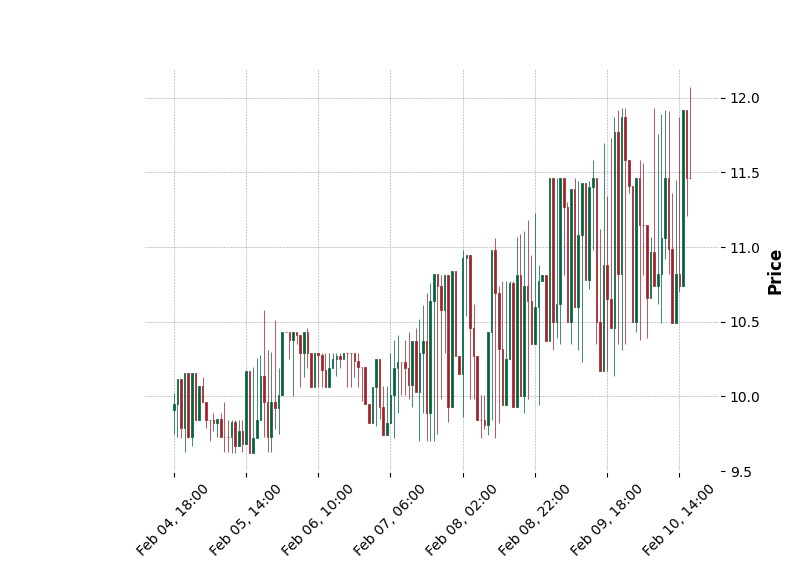 12.0
11.5
11.0
10.5
10.0
9.5
Price
Feb 04, 18:00
Feb 05, 14:00
Feb 06, 10:00
Feb 07, 06:00
Feb 08, 02:00
Feb 08, 22:00
Feb 09, 18:00
Feb 10, 14:00